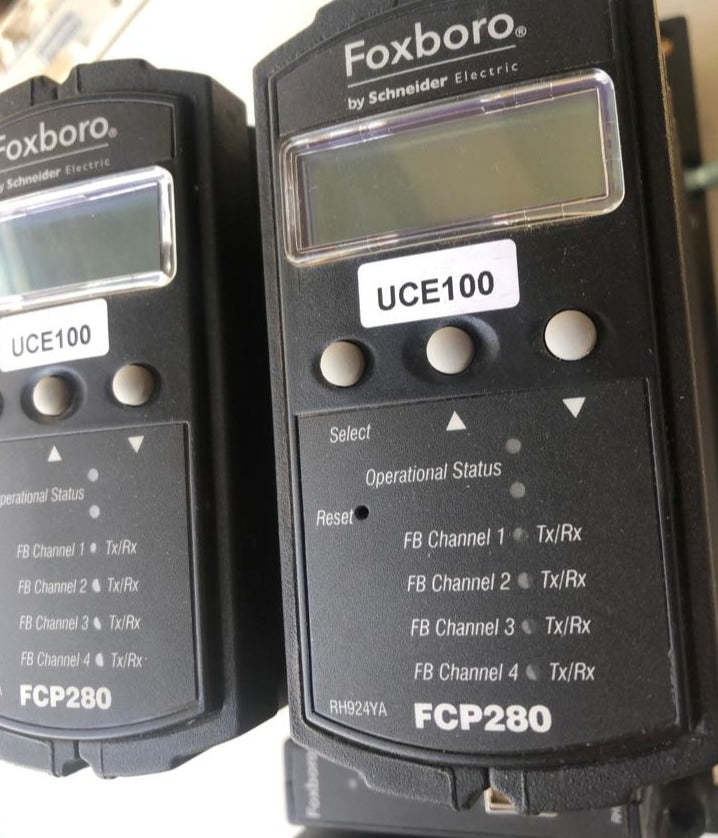 Foxboro®
by Schneider Electric
UCE100
Operational Status
FB Channel 1 Tx/Rx
FB Channel 2 Tx/Rx
FB Channel 3 Tx/Rx
FB Channel 4 Tx/Rx
FCP280
Foxboro®
by Schneider Electric
UCE100
Select
Operational Status
Reset
FB Channel 1 Tx/Rx
FB Channel 2 Tx/Rx
FB Channel 3 Tx/Rx
FB Channel 4 Tx/Rx
RH924YA FCP280
Foxboro